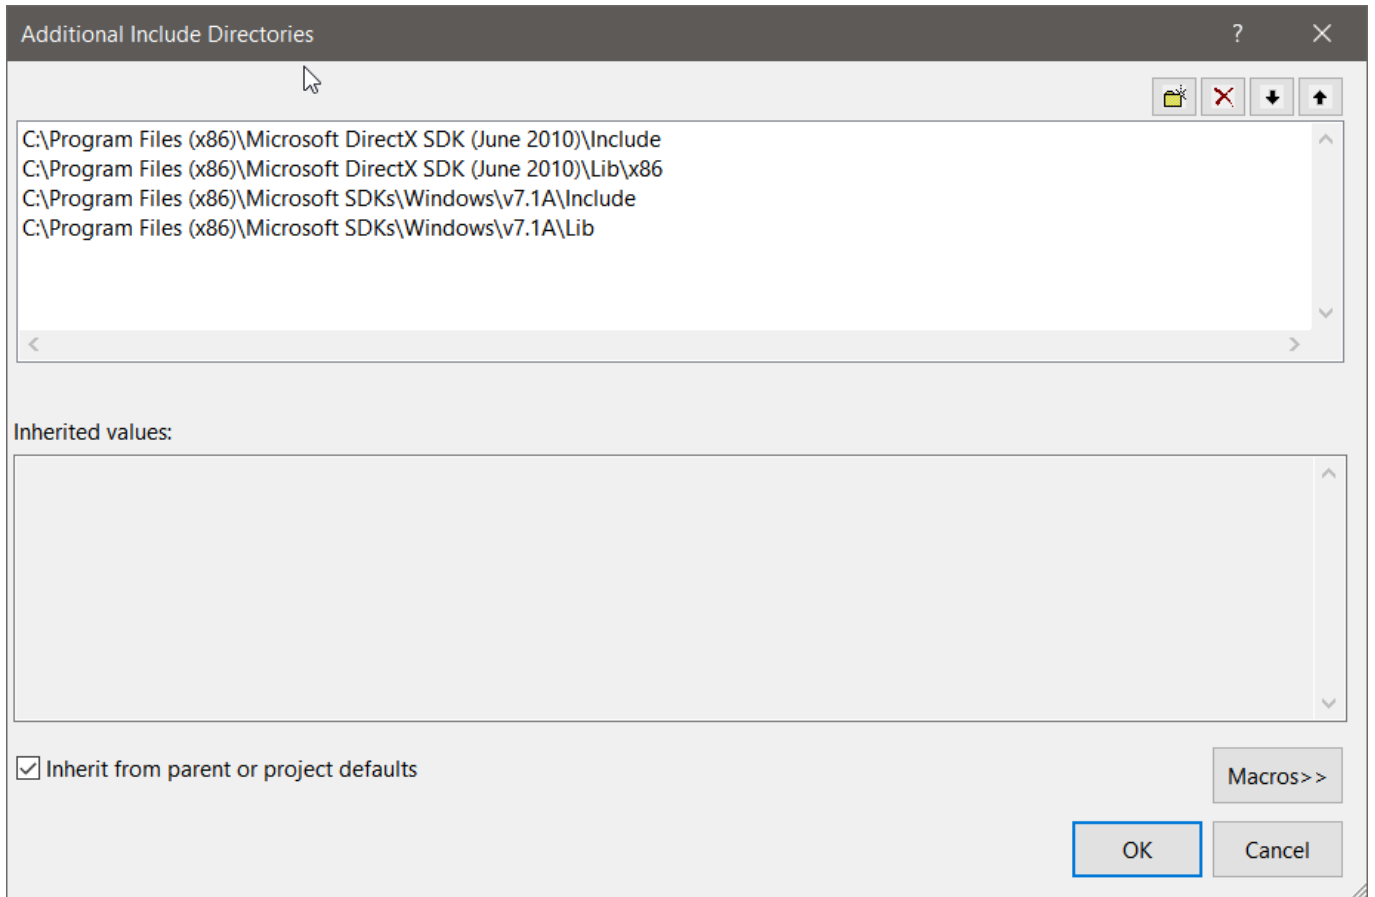 Additional Include Directories
?
C:\Program Files (x86)\Microsoft DirectX SDK (June 2010)\Include
C:\Program Files (x86)\Microsoft DirectX SDK (June 2010)\Lib\x86
C:\Program Files (x86)\Microsoft SDKs\Windows\v7.1A\Include
C:\Program Files (x86)\Microsoft SDKs\Windows\v7.1A\Lib
Inherited values:
Inherit from parent or project defaults
Macros>>
OK
Cancel